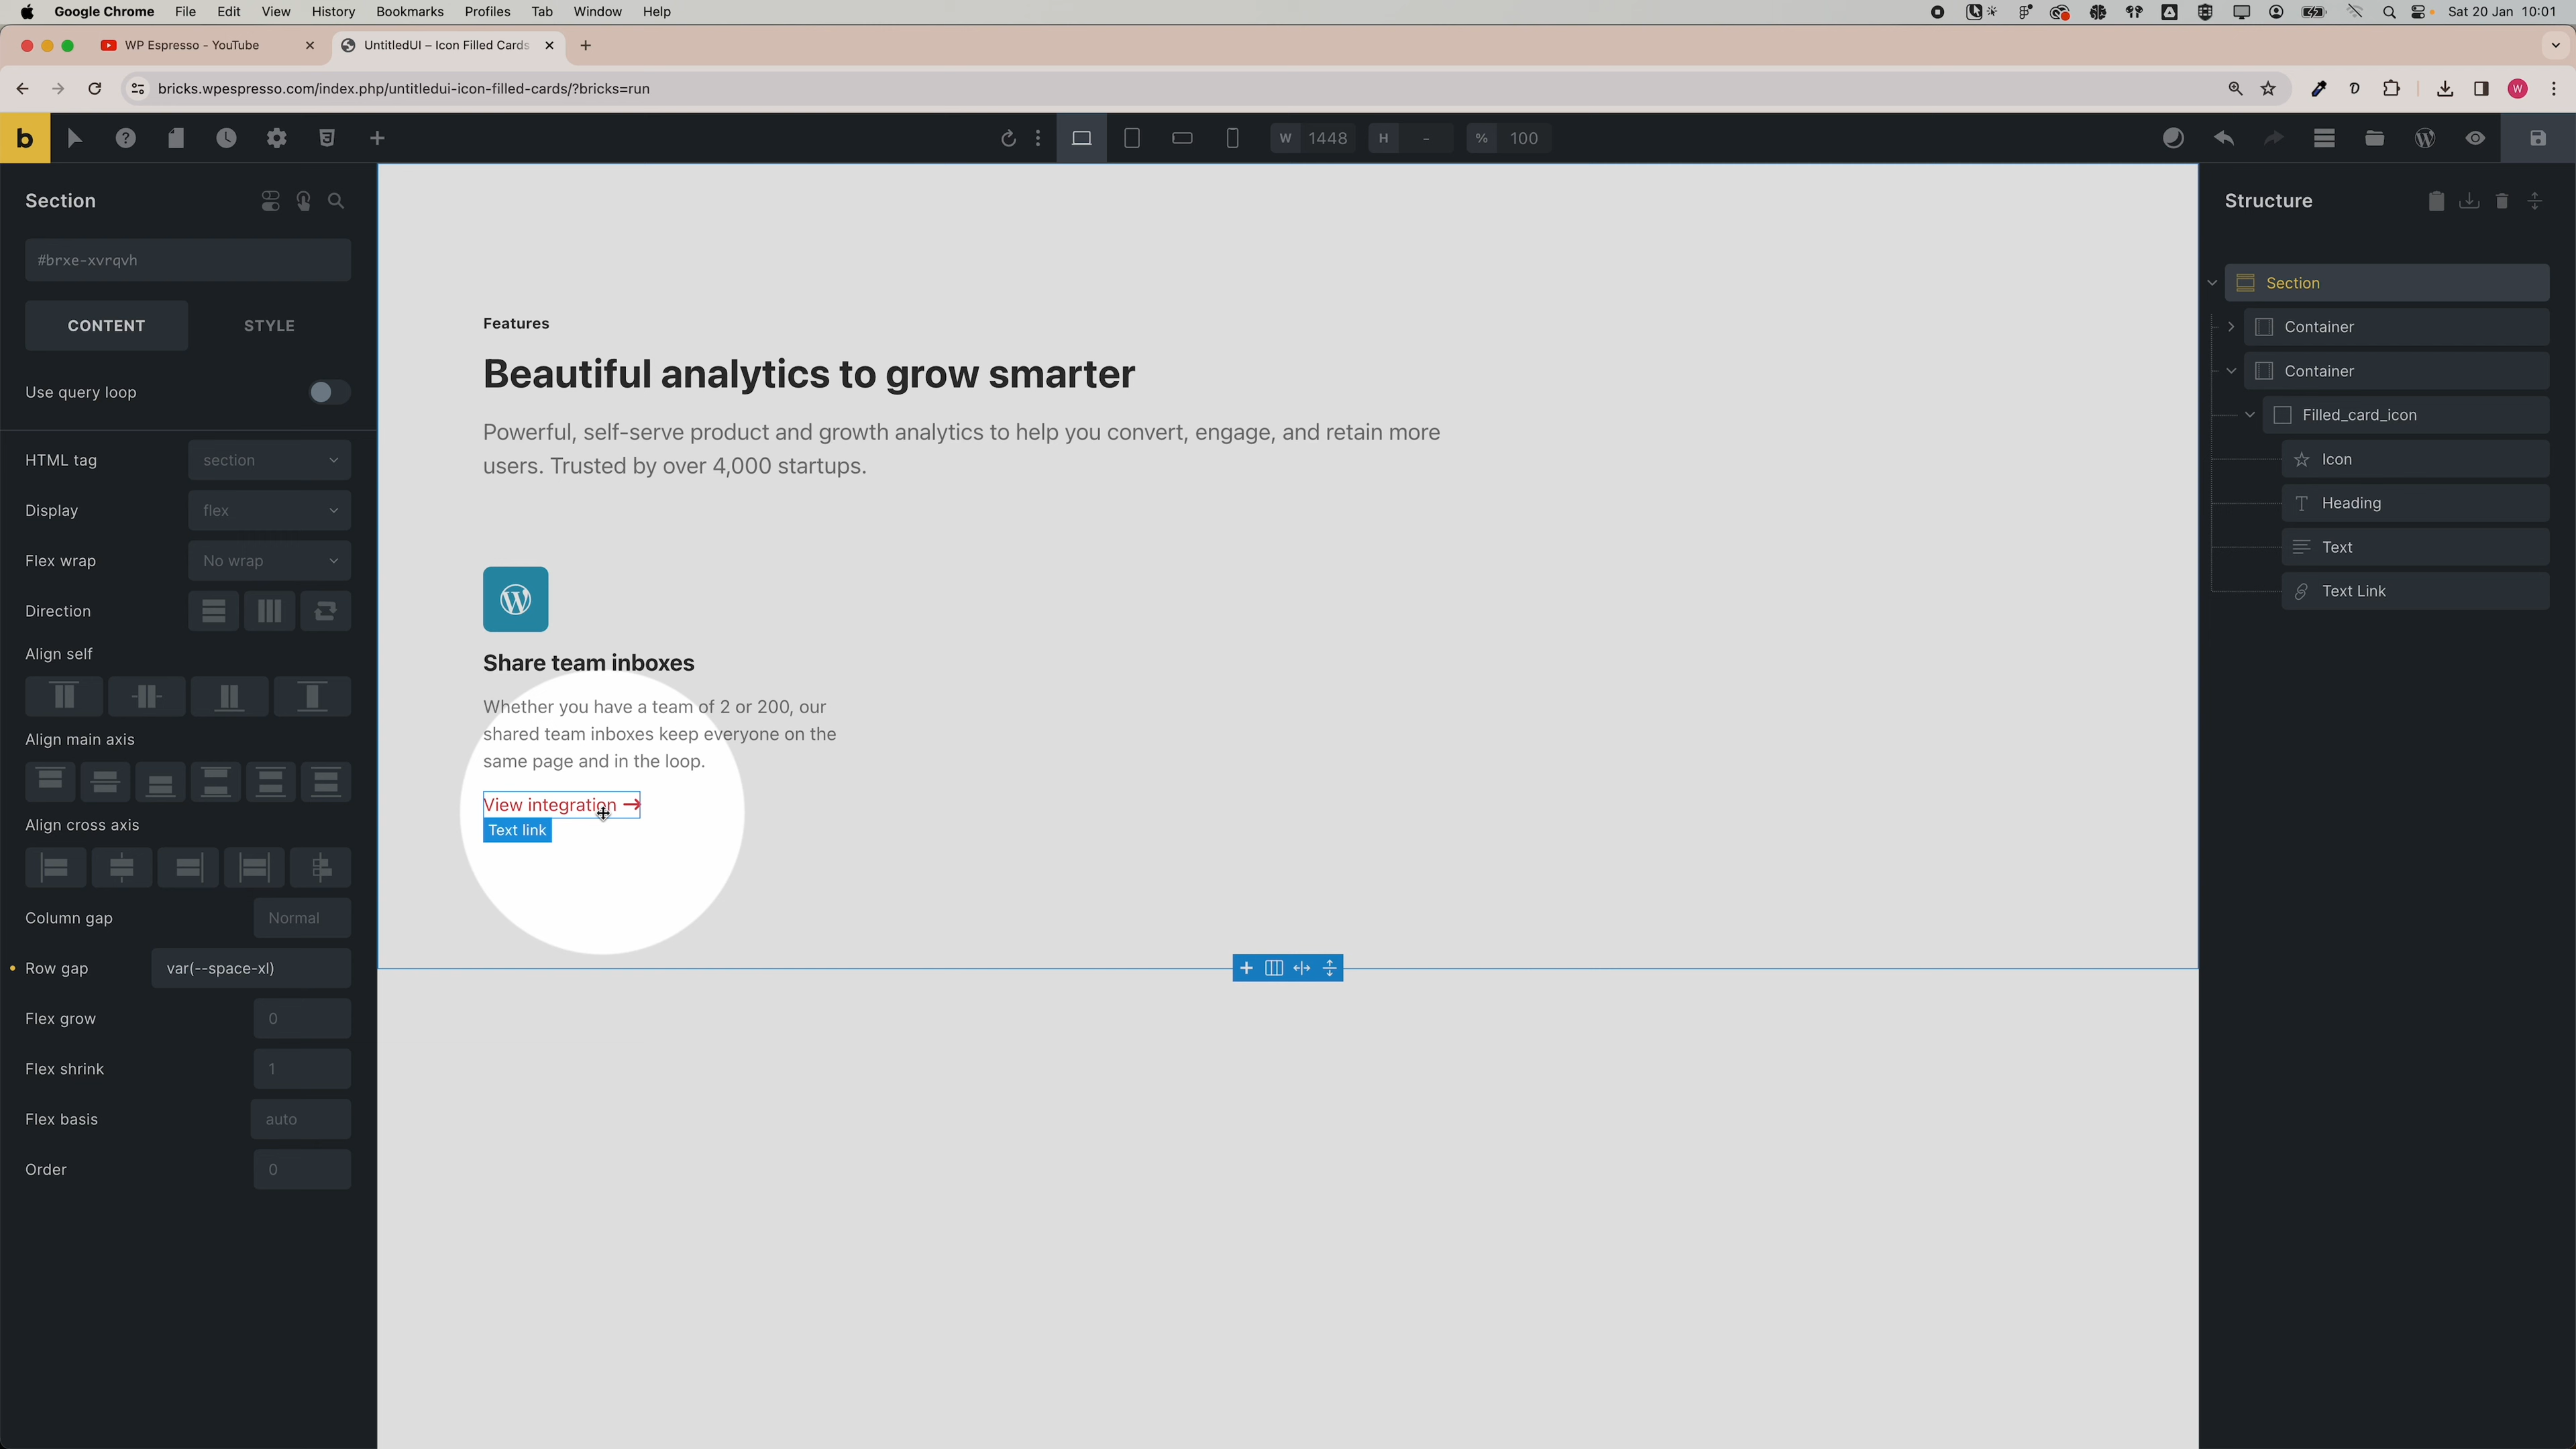 Google Chrome File Edit View History Bookmarks Profiles Tab Window Help Sat 20 Jan 10:01
WP Espresso - YouTube
UntitledUI – Icon Filled Cards
bricks.wpespresso.com/index.php/untitledui-icon-filled-cards/?bricks=run
W
b
W 1448 H - % 100
Section
#brxe-xvrqvh
CONTENT STYLE
Use query loop
HTML tag section
Display flex
Flex wrap No wrap
Direction
Align self
Align main axis
Align cross axis
Column gap Normal
Row gap var(--space-xl)
Flex grow 0
Flex shrink 1
Flex basis auto
Order 0
Features
Beautiful analytics to grow smarter
Powerful, self-serve product and growth analytics to help you convert, engage, and retain more
users. Trusted by over 4,000 startups.
Share team inboxes
Whether you have a team of 2 or 200, our
shared team inboxes keep everyone on the
same page and in the loop.
View integration →
Text link
Structure
Section
Container
Container
Filled_card_icon
Icon
Heading
Text
Text Link